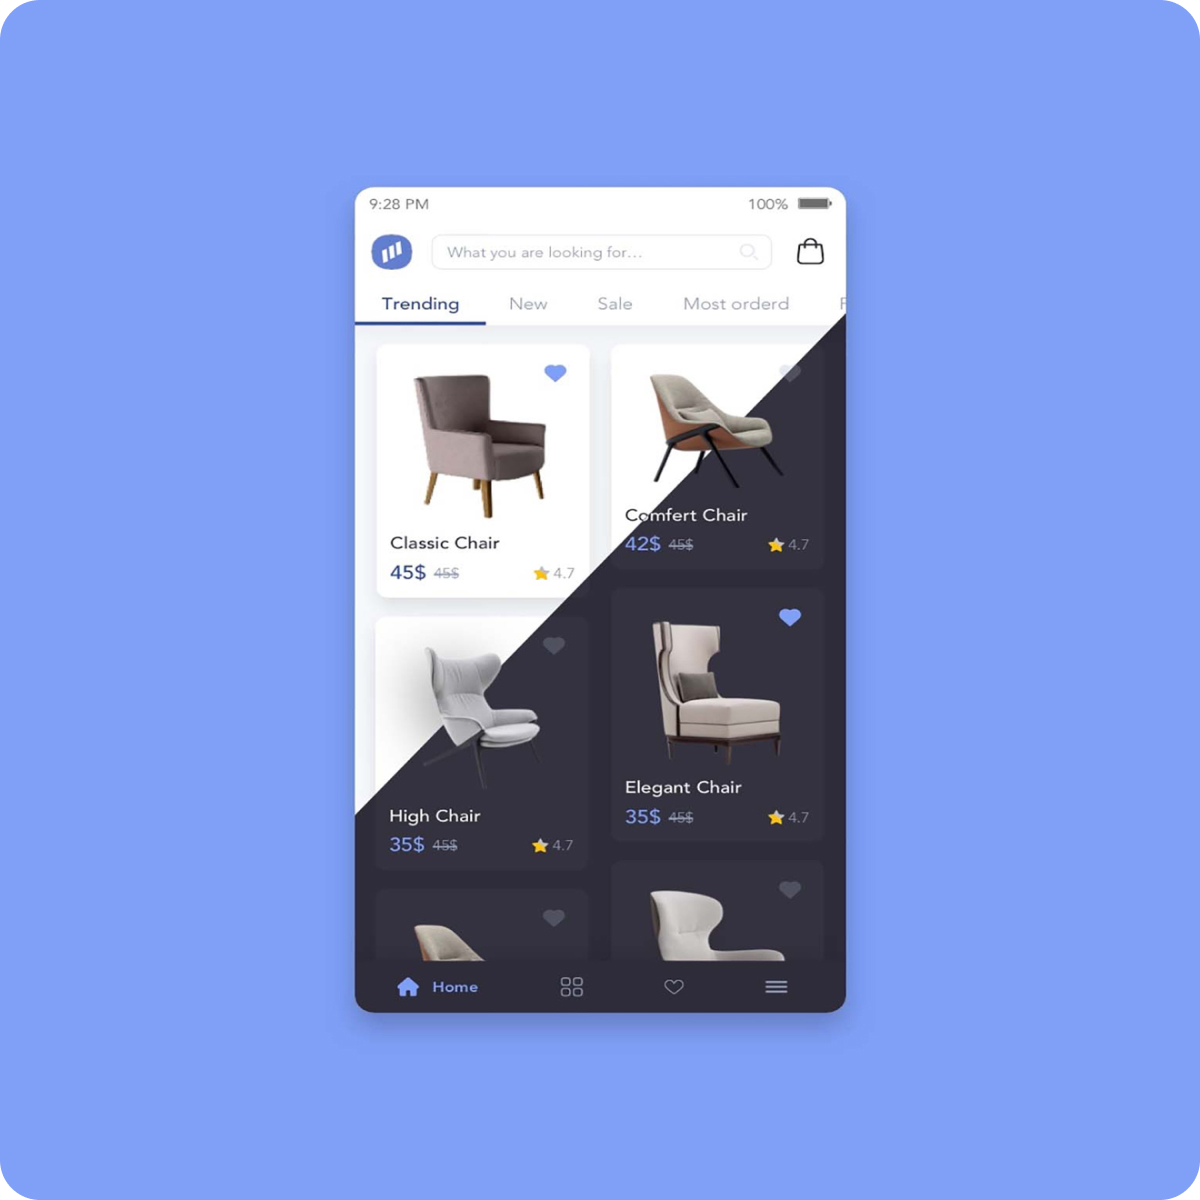 9:28 PM 100%
What you are looking for...
Trending New Sale Most orderd F
Classic Chair
45$ 45$ 4.7
Comfert Chair
42$ 45$ 4.7
High Chair
35$ 45$ 4.7
Elegant Chair
35$ 45$ 4.7
Home